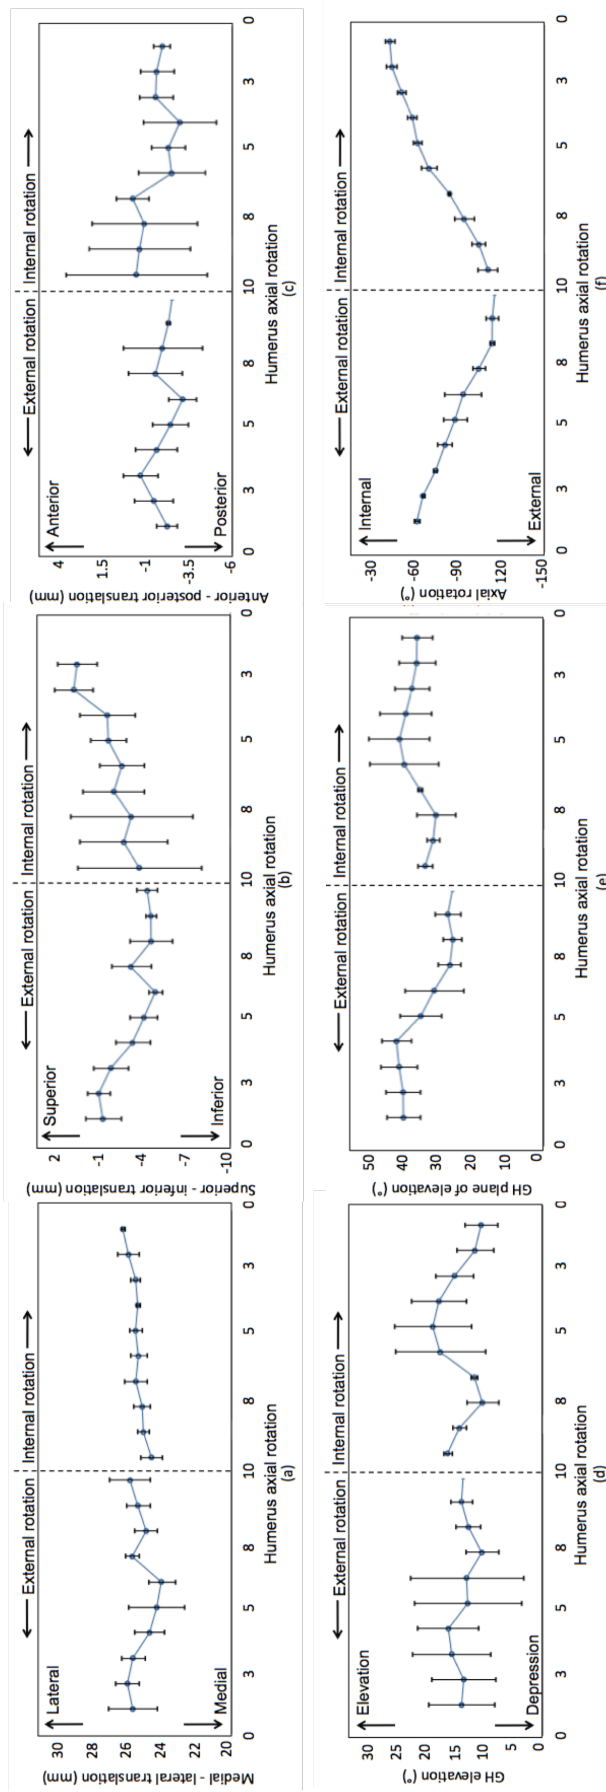 External rotation Internal rotation
Lateral
Medial
Medial - lateral translation (mm)
30
28
26
24
22
20
0 3 5 8 10 8 5 3 0
Humerus axial rotation
(a)
External rotation Internal rotation
Superior
Inferior
Superior - inferior translation (mm)
2
-1
-4
-7
-10
0 3 5 8 10 8 5 3 0
Humerus axial rotation
(b)
External rotation Internal rotation
Anterior
Posterior
Anterior - posterior translation (mm)
4
1.5
-1
-3.5
-6
0 3 5 8 10 8 5 3 0
Humerus axial rotation
(c)
External rotation Internal rotation
Elevation
Depression
GH elevation (°)
30
25
20
15
10
5
0
0 3 5 8 10 8 5 3 0
Humerus axial rotation
(d)
External rotation Internal rotation
GH plane of elevation (°)
50
40
30
20
10
0
0 3 5 8 10 8 5 3 0
Humerus axial rotation
(e)
External rotation Internal rotation
Internal
External
Axial rotation (°)
-30
-60
-90
-120
-150
0 3 5 8 10 8 5 3 0
Humerus axial rotation
(f)